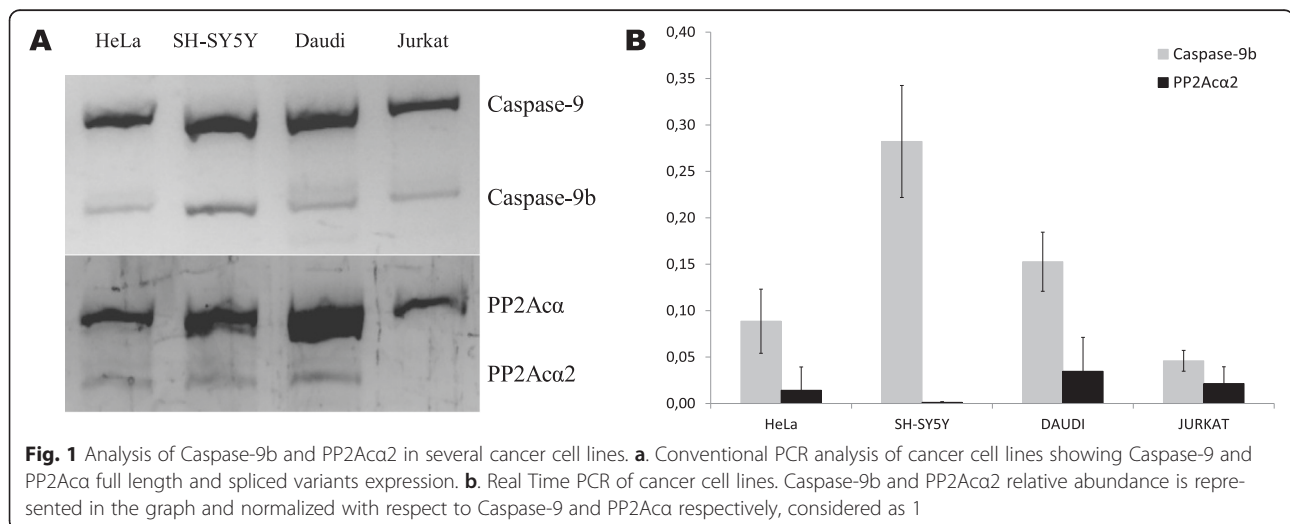 A
HeLa SH-SY5Y Daudi Jurkat
Caspase-9
Caspase-9b
PP2Acα
PP2Acα2
B
0,40
0,35
0,30
0,25
0,20
0,15
0,10
0,05
0,00
Caspase-9b
PP2Acα2
HeLa SH-SY5Y DAUDI JURKAT
Fig. 1 Analysis of Caspase-9b and PP2Acα2 in several cancer cell lines. a. Conventional PCR analysis of cancer cell lines showing Caspase-9 and
PP2Acα full length and spliced variants expression. b. Real Time PCR of cancer cell lines. Caspase-9b and PP2Acα2 relative abundance is repre-
sented in the graph and normalized with respect to Caspase-9 and PP2Acα respectively, considered as 1